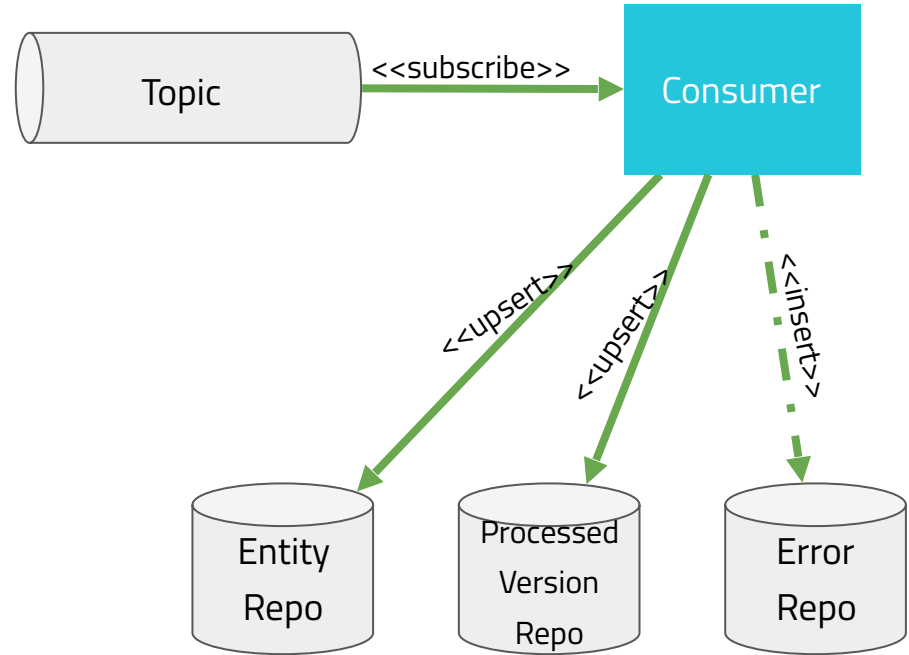 Topic
<<subscribe>>
Consumer
<<upsert>>
<<upsert>>
<<insert>>
Entity
Repo
Processed
Version
Repo
Error
Repo